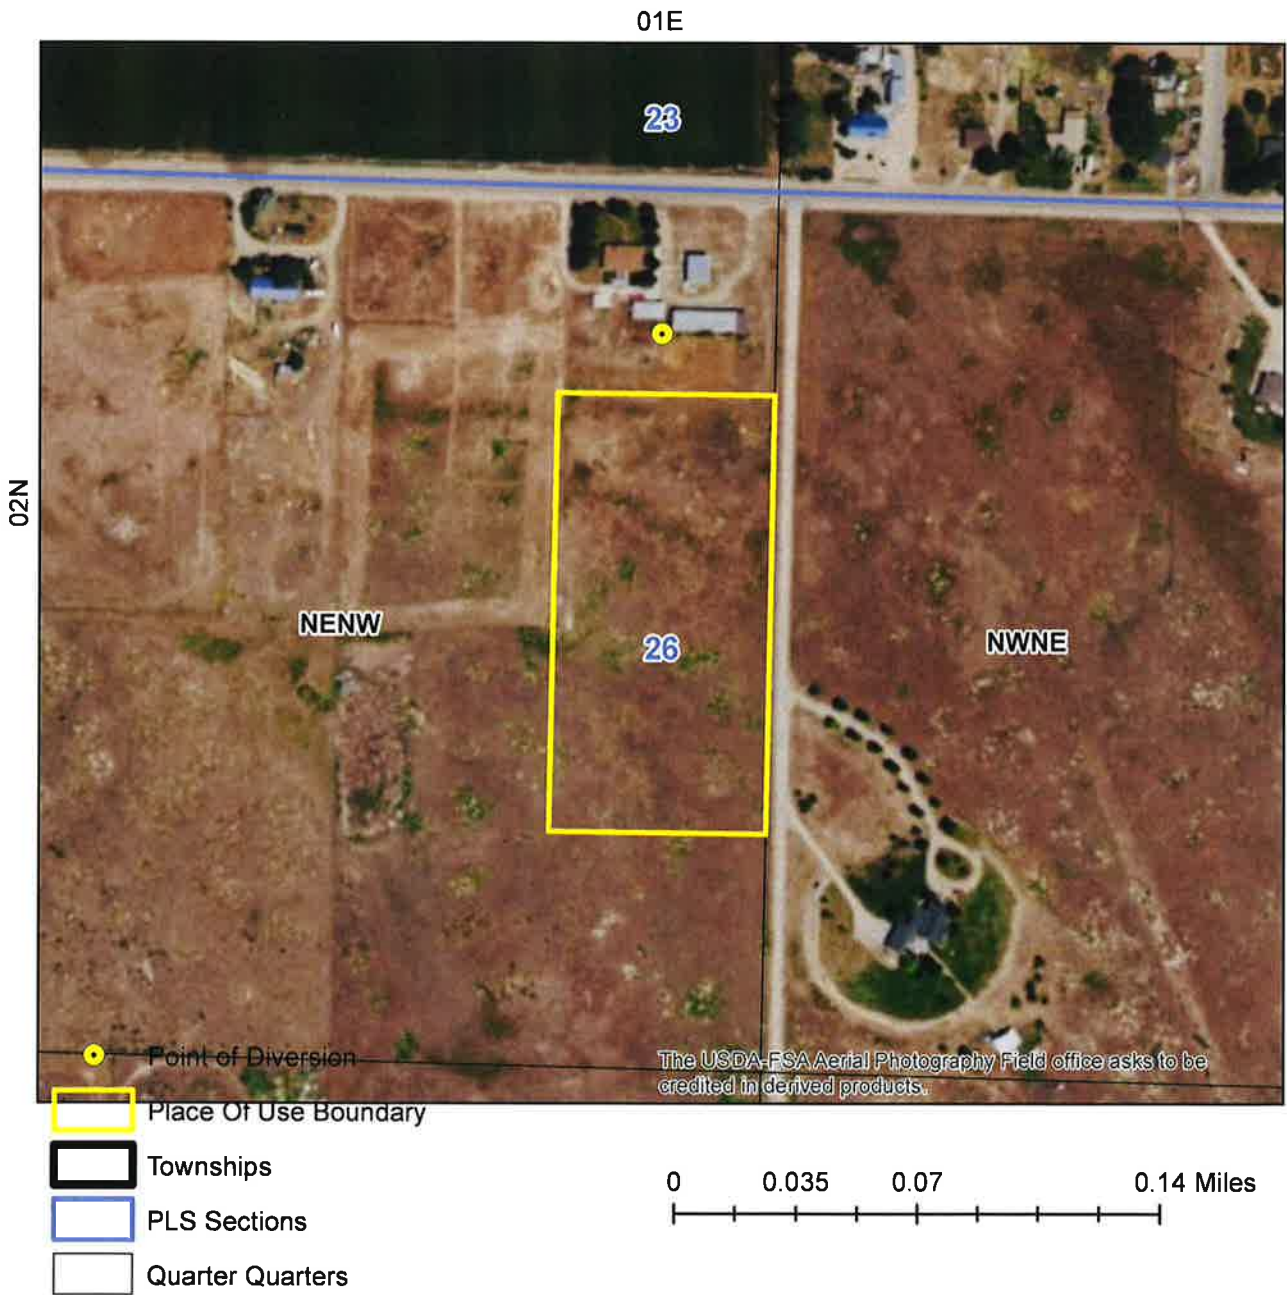 01E
23
02N
NENW
26
NWNE
Point of Diversion
The USDA-FSA Aerial Photography Field office asks to be
credited in derived products.
Place Of Use Boundary
Townships
PLS Sections
Quarter Quarters
0 0.035 0.07 0.14 Miles